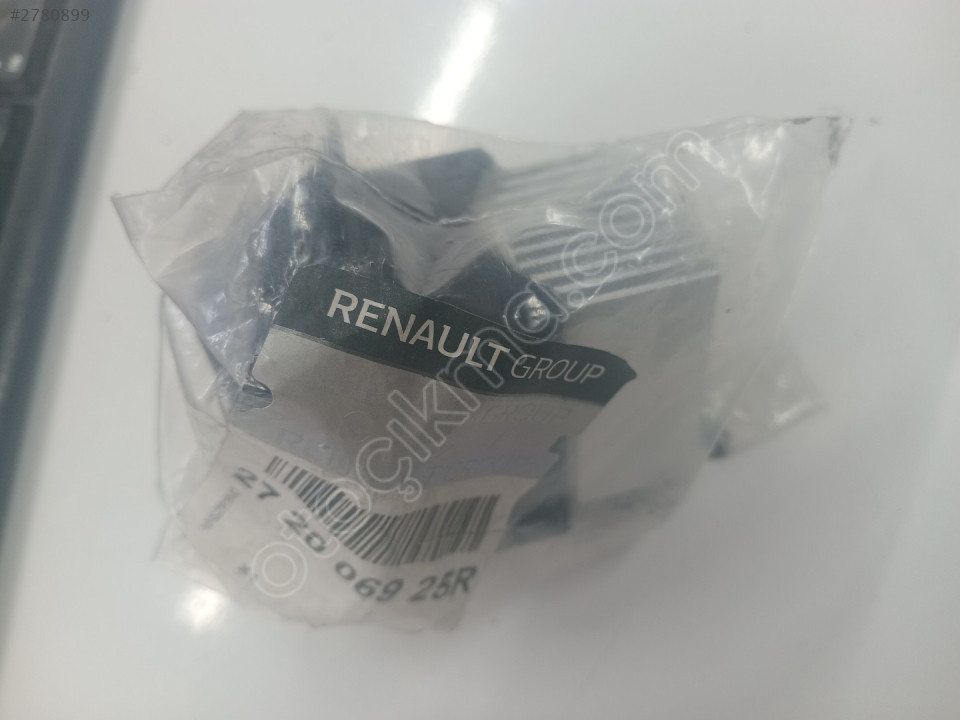 #2780899
RENAULT GROUP
27 20 069 25R
otoçıkma.com